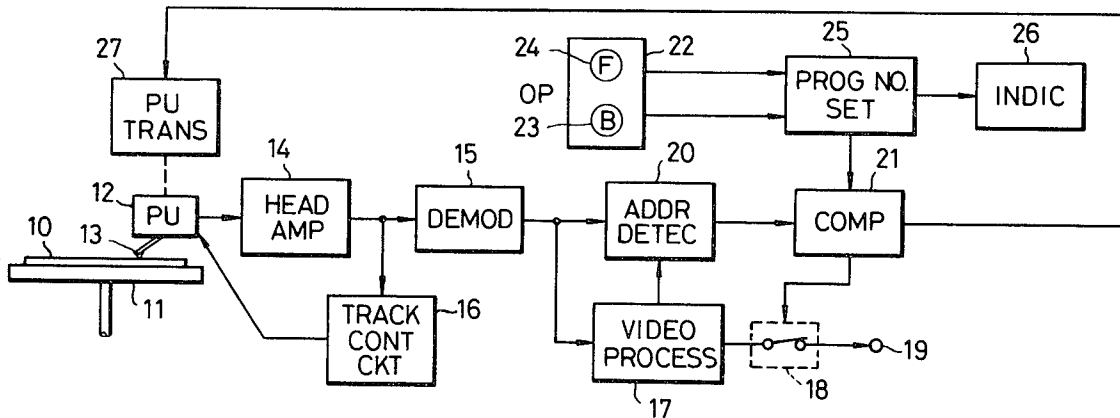 27
PU
TRANS
24
F
22
OP
23
B
25
PROG NO.
SET
26
INDIC
12
PU
13
10
11
14
HEAD
AMP
15
DEMOD
20
ADDR
DETEC
21
COMP
TRACK
CONT
CKT
16
VIDEO
PROCESS
17
18
19